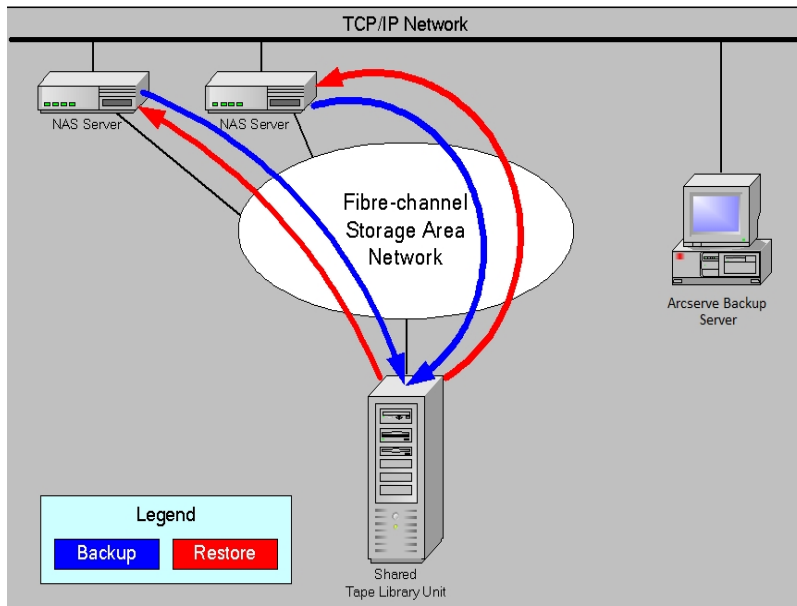 TCP/IP Network
NAS Server
NAS Server
Fibre-channel
Storage Area
Network
Arcserve Backup
Server
Shared
Tape Library Unit
Legend
Backup
Restore